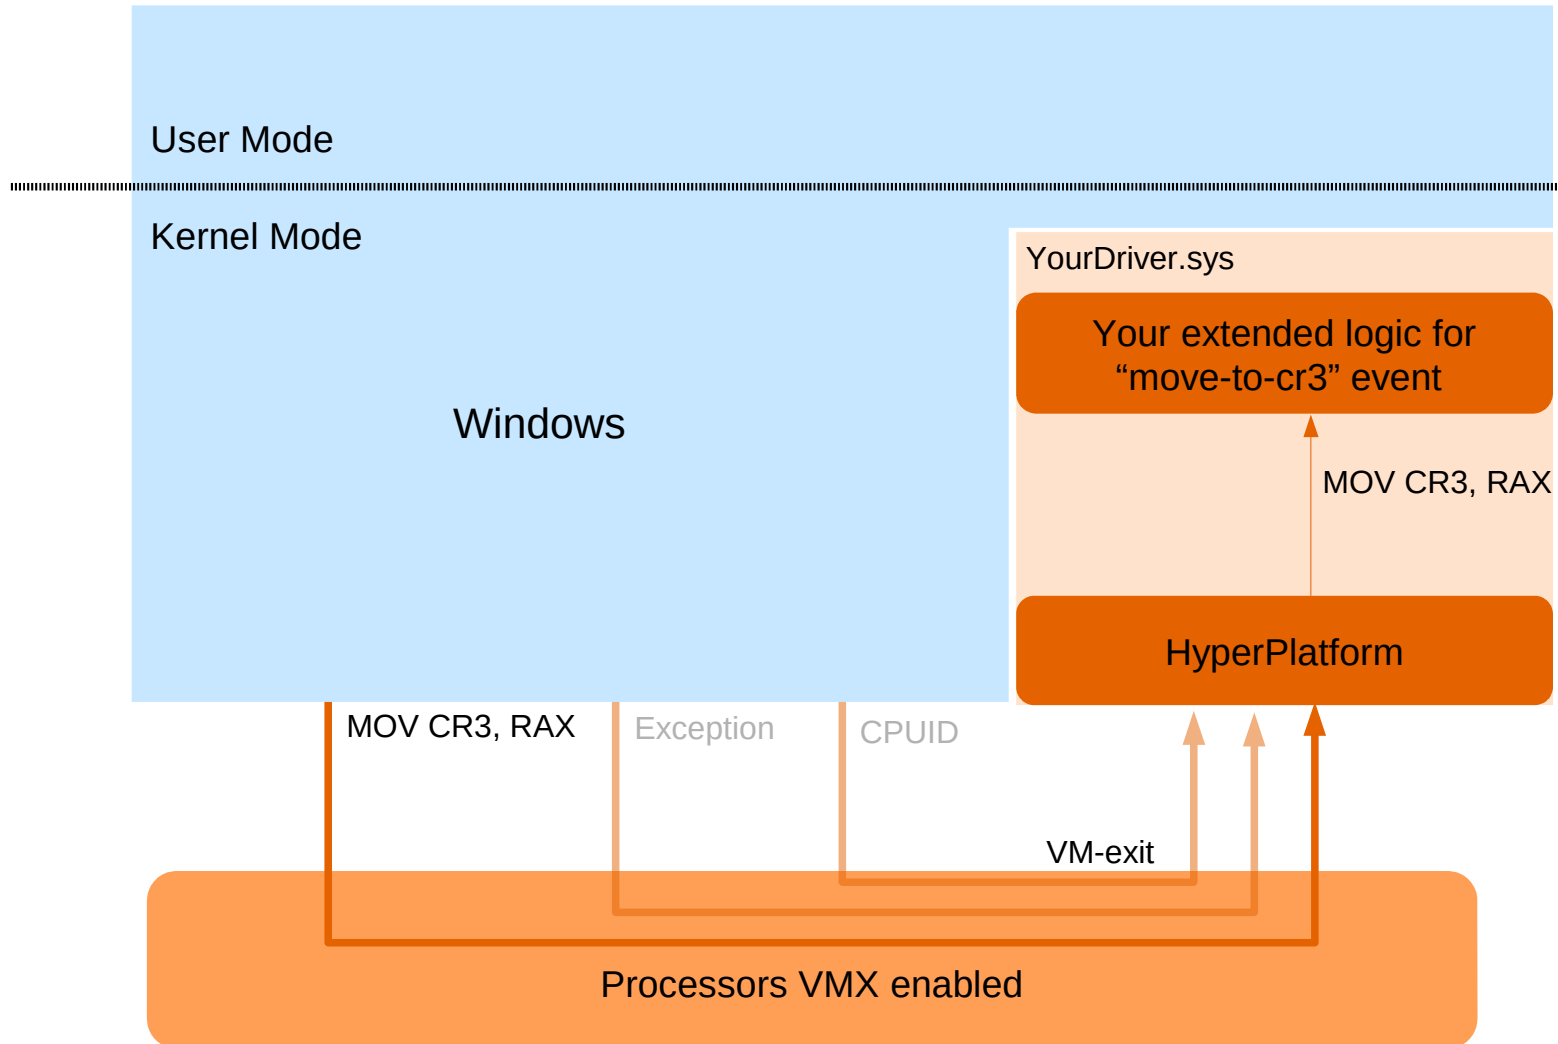 User Mode
Kernel Mode
YourDriver.sys
Your extended logic for
“move-to-cr3” event
Windows
MOV CR3, RAX
HyperPlatform
MOV CR3, RAX
Exception
CPUID
VM-exit
Processors VMX enabled